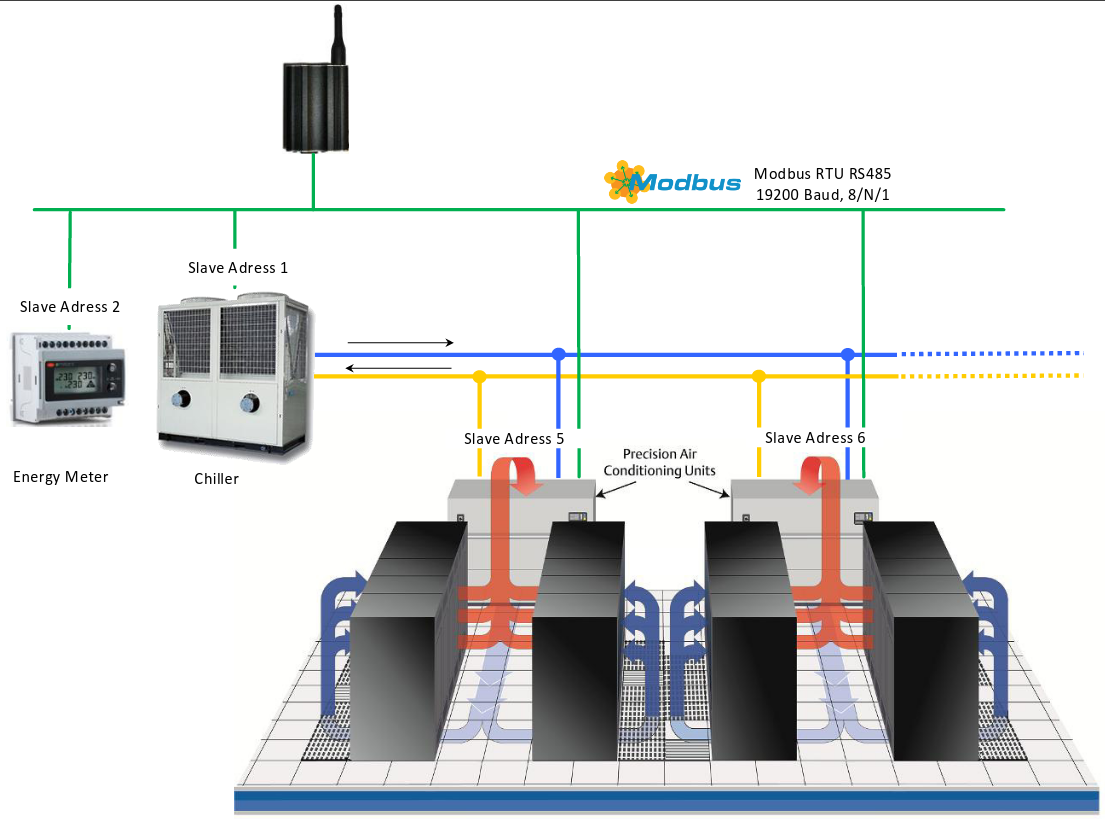 Modbus
Modbus RTU RS485
19200 Baud, 8/N/1
Slave Adress 1
Slave Adress 2
Energy Meter
Chiller
Slave Adress 5
Slave Adress 6
Precision Air
Conditioning Units